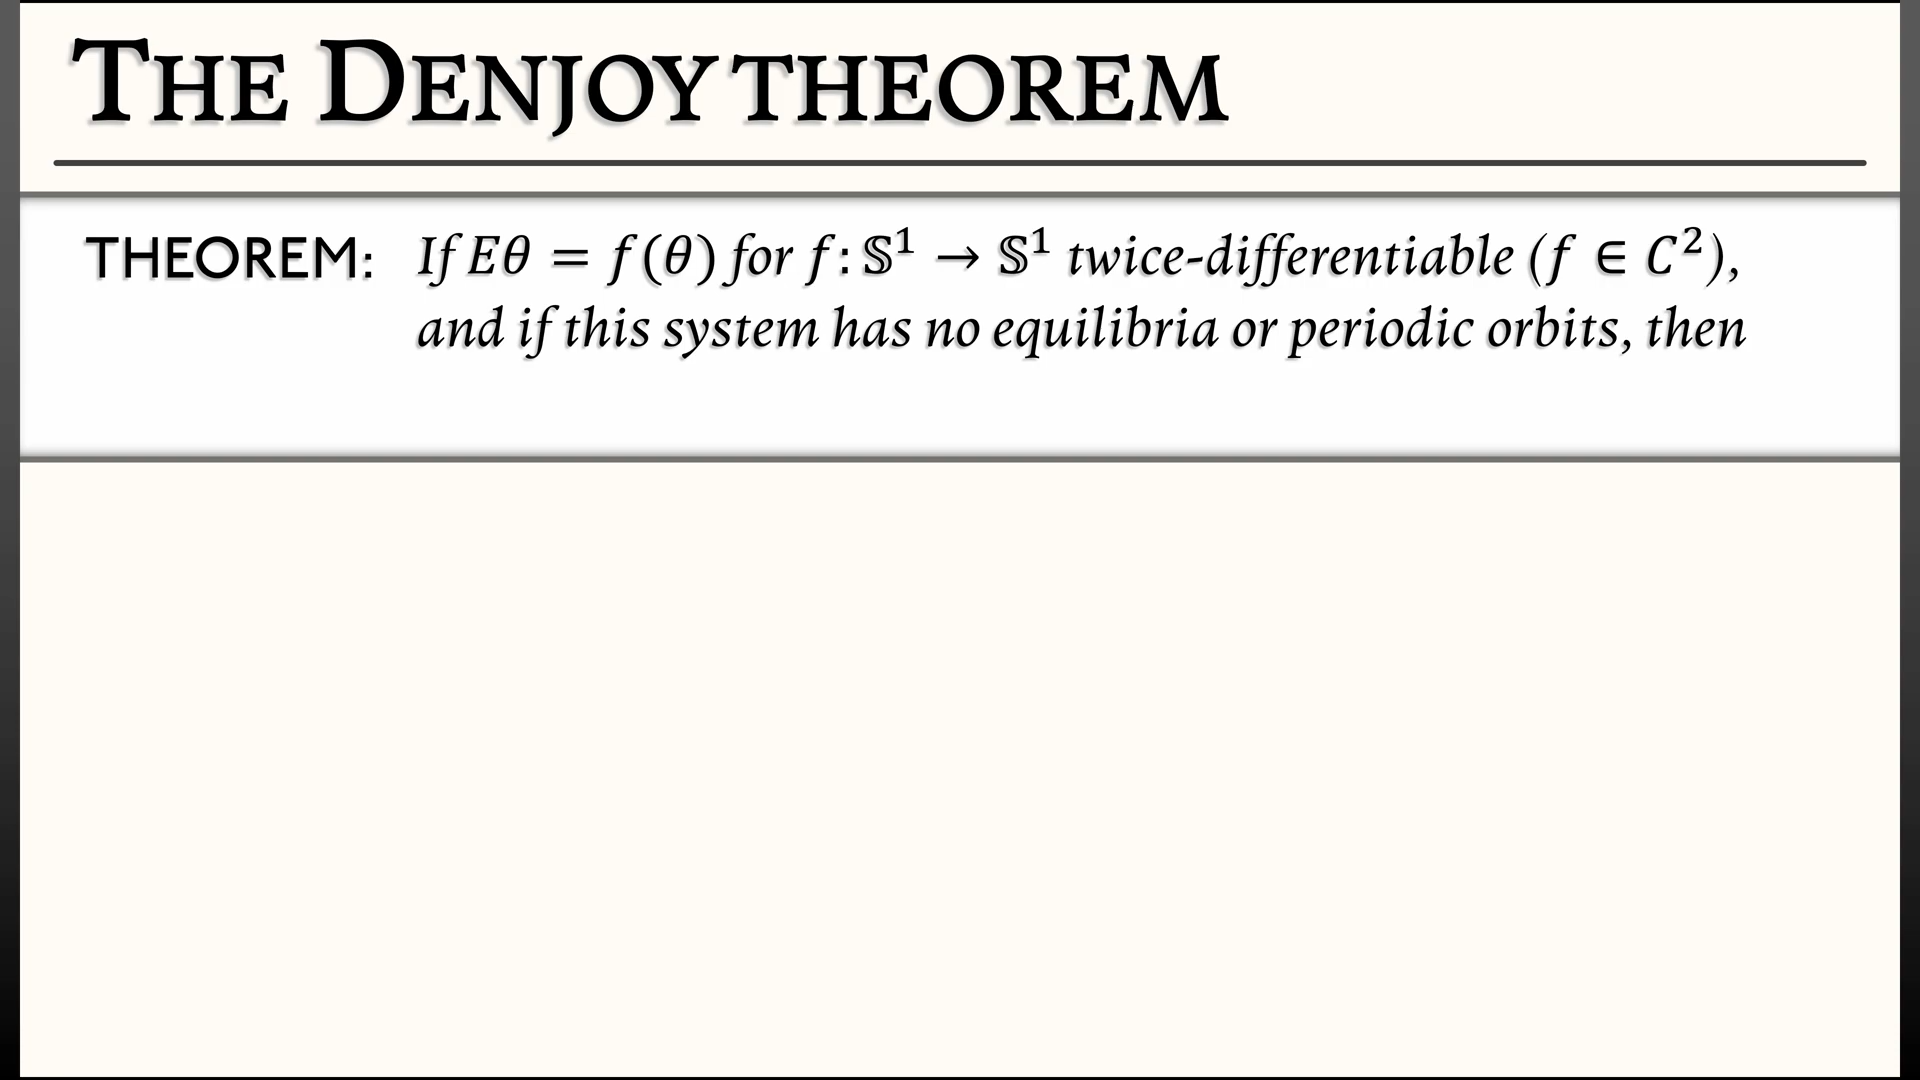 THE DENJOY THEOREM
THEOREM: If Eθ = f(θ) for f: 𝕊¹ → 𝕊¹ twice-differentiable (f ∈ C²),
and if this system has no equilibria or periodic orbits, then